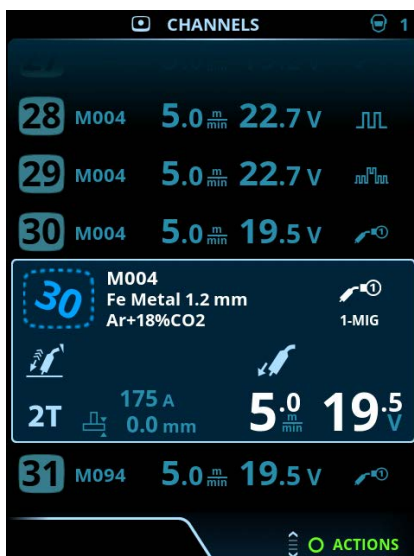 CHANNELS 1
28 M004 5.0 m/min 22.7 V
29 M004 5.0 m/min 22.7 V
30 M004 5.0 m/min 19.5 V 1
30 M004
Fe Metal 1.2 mm
Ar+18%CO2
1
1-MIG
2T 175 A
0.0 mm
5.0 m/min 19.5 V
31 M094 5.0 m/min 19.5 V 1
ACTIONS